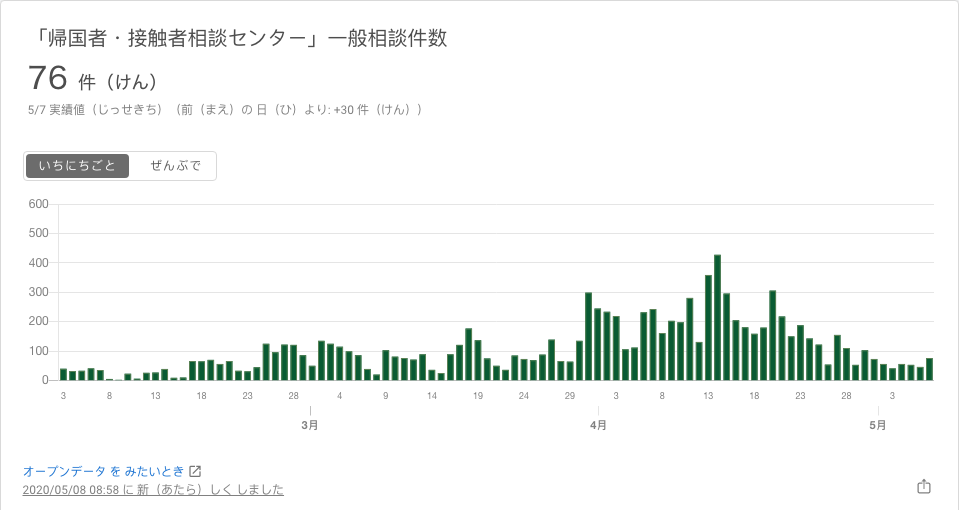 「帰国者・接触者相談センター」一般相談件数
76 件（けん）
5/7 実績値（じっせきち）（前（まえ）の 日（ひ）より: +30 件（けん））
いちにちごと ぜんぶで
600
500
400
300
200
100
0
3 8 13 18 23 28 4 9 14 19 24 29 3 8 13 18 23 28 3
3月 4月 5月
オープンデータ を みたいとき
2020/05/08 08:58 に 新（あたら）しく しました